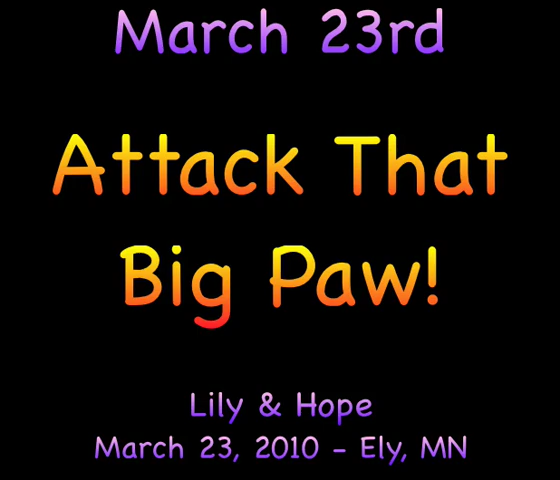 March 23rd
Attack That
Big Paw!
Lily & Hope
March 23, 2010 - Ely, MN